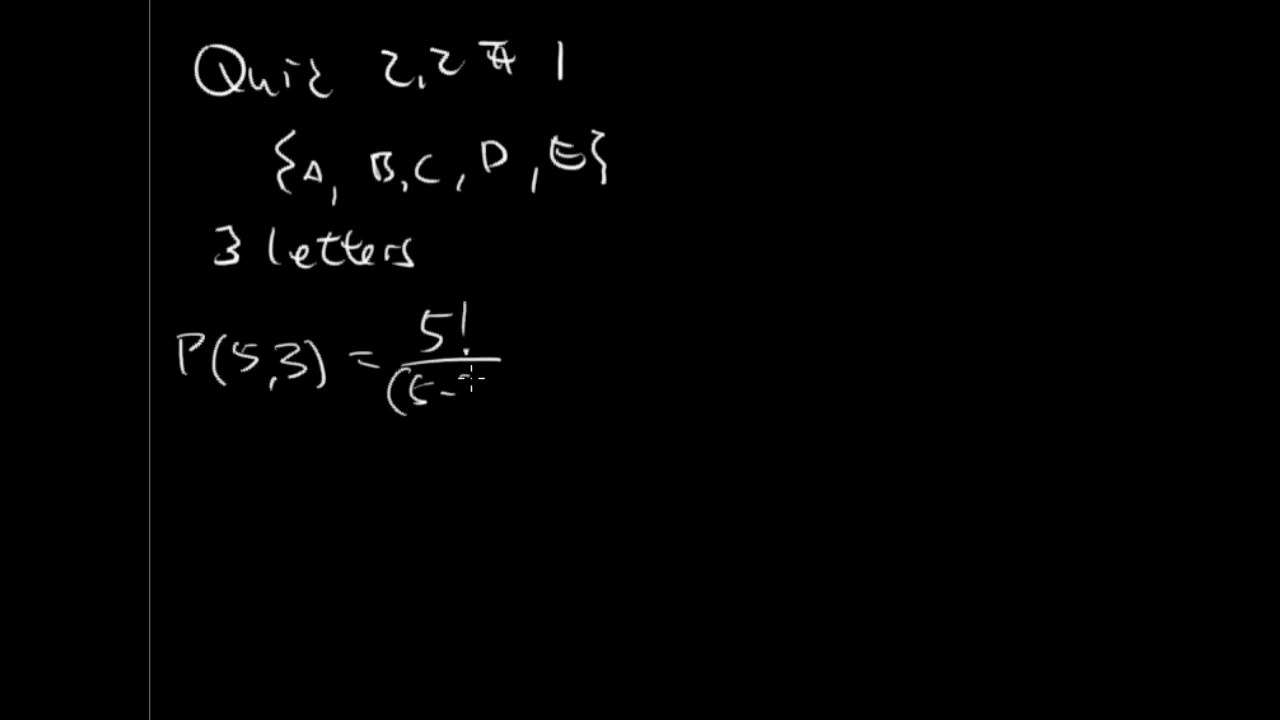 Quiz 2.2 # 1
{A, B, C, D, E}
3 letters
P(5,3) = 5!
(5-